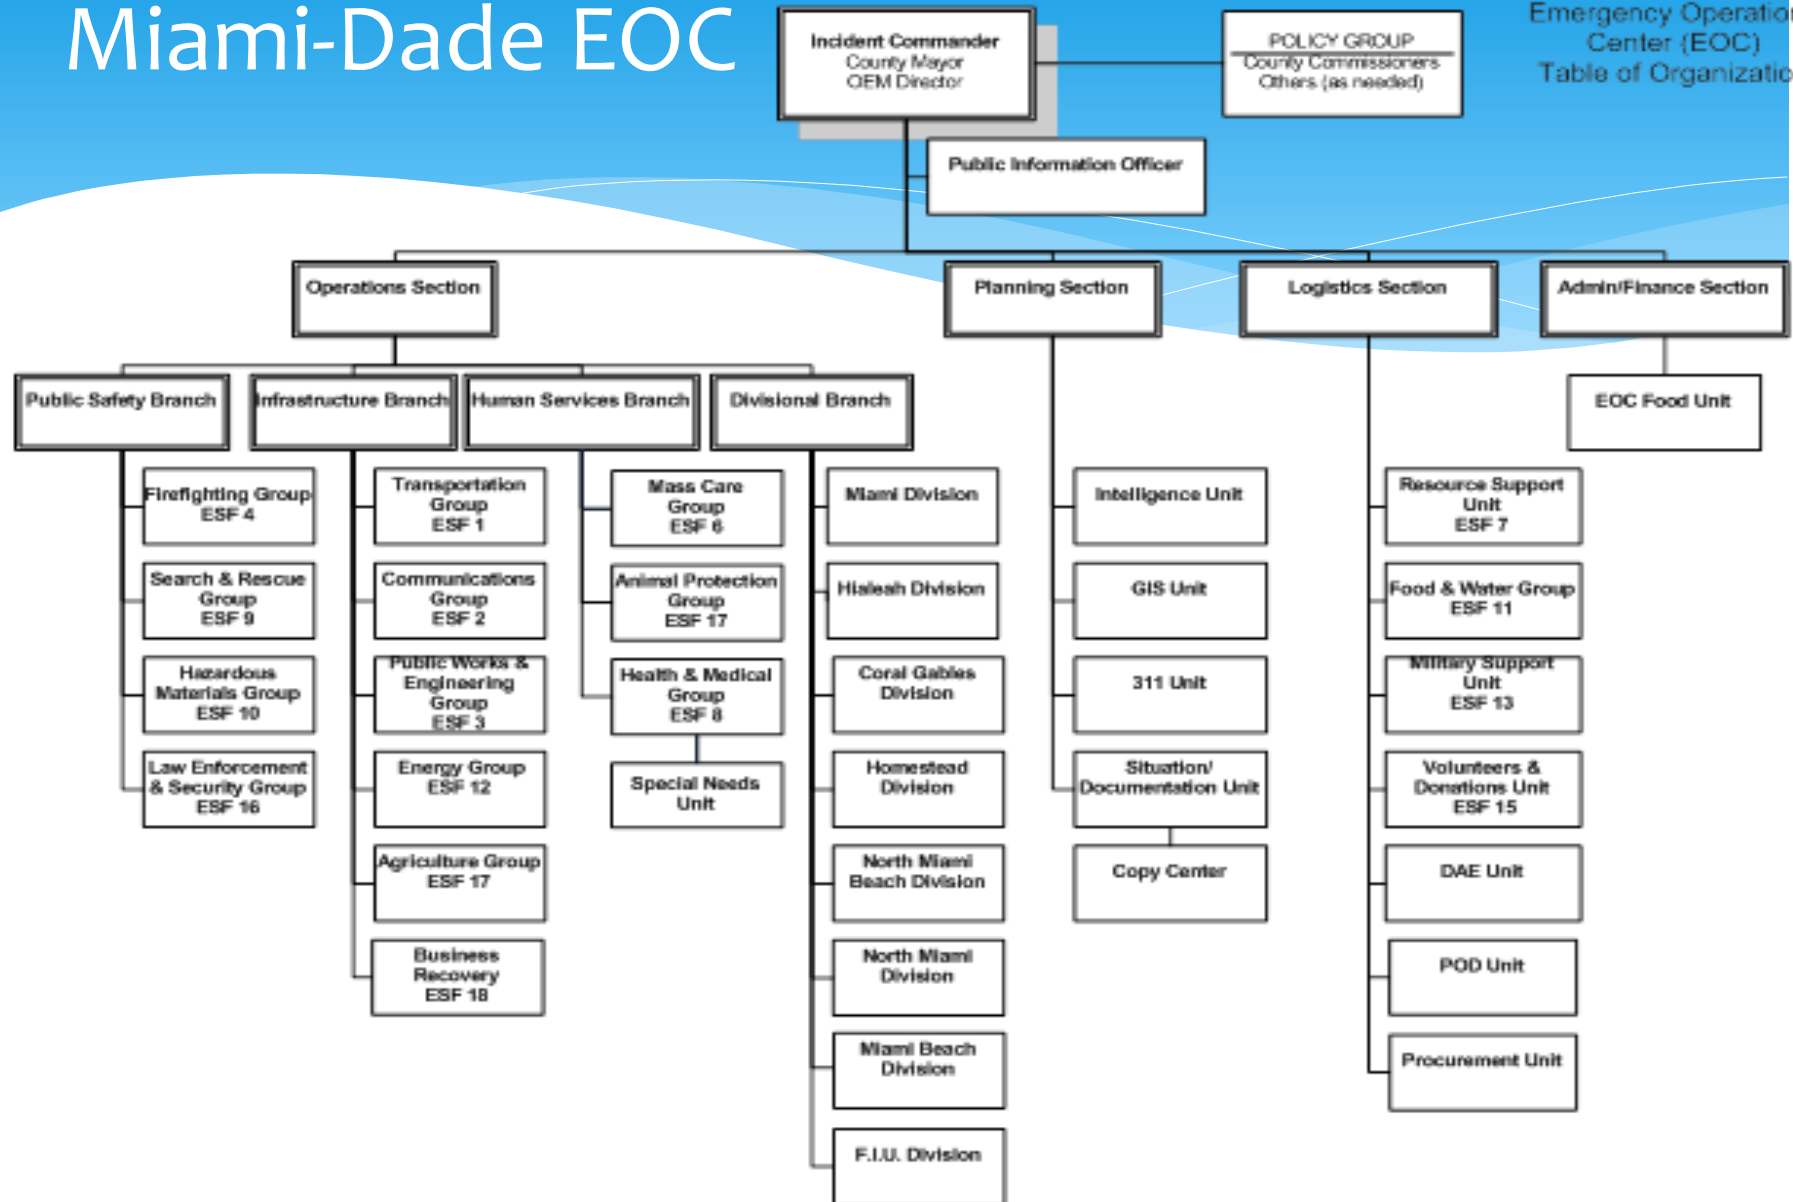 Miami-Dade EOC
Incident Commander
County Mayor
OEM Director
POLICY GROUP
County Commissioners
Others (as needed)
Emergency Operation
Center (EOC)
Table of Organizatio
Public Information Officer
Operations Section
Planning Section
Logistics Section
Admin/Finance Section
Public Safety Branch
Infrastructure Branch
Human Services Branch
Divisional Branch
EOC Food Unit
Firefighting Group
ESF 4
Search & Rescue
Group
ESF 9
Hazardous
Materials Group
ESF 10
Law Enforcement
& Security Group
ESF 16
Transportation
Group
ESF 1
Communications
Group
ESF 2
Public Works &
Engineering
Group
ESF 3
Energy Group
ESF 12
Agriculture Group
ESF 17
Business
Recovery
ESF 18
Mass Care
Group
ESF 6
Animal Protection
Group
ESF 17
Health & Medical
Group
ESF 8
Special Needs
Unit
Miami Division
Hialeah Division
Coral Gables
Division
Homestead
Division
North Miami
Beach Division
North Miami
Division
Miami Beach
Division
F.I.U. Division
Intelligence Unit
GIS Unit
311 Unit
Situation/
Documentation Unit
Copy Center
Resource Support
Unit
ESF 7
Food & Water Group
ESF 11
Military Support
Unit
ESF 13
Volunteers &
Donations Unit
ESF 15
DAE Unit
POD Unit
Procurement Unit